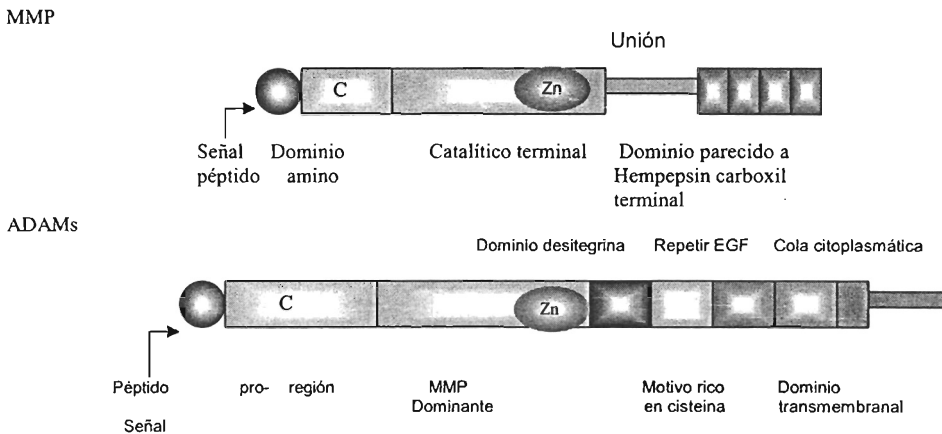 MMP
Unión
C
Zn
Señal péptido
Dominio amino
Catalítico terminal
Dominio parecido a Hempepsin carboxil terminal
ADAMs
Dominio desitegrina
Repetir EGF
Cola citoplasmática
C
Zn
Péptido Señal
pro- región
MMP Dominante
Motivo rico en cisteina
Dominio transmembranal